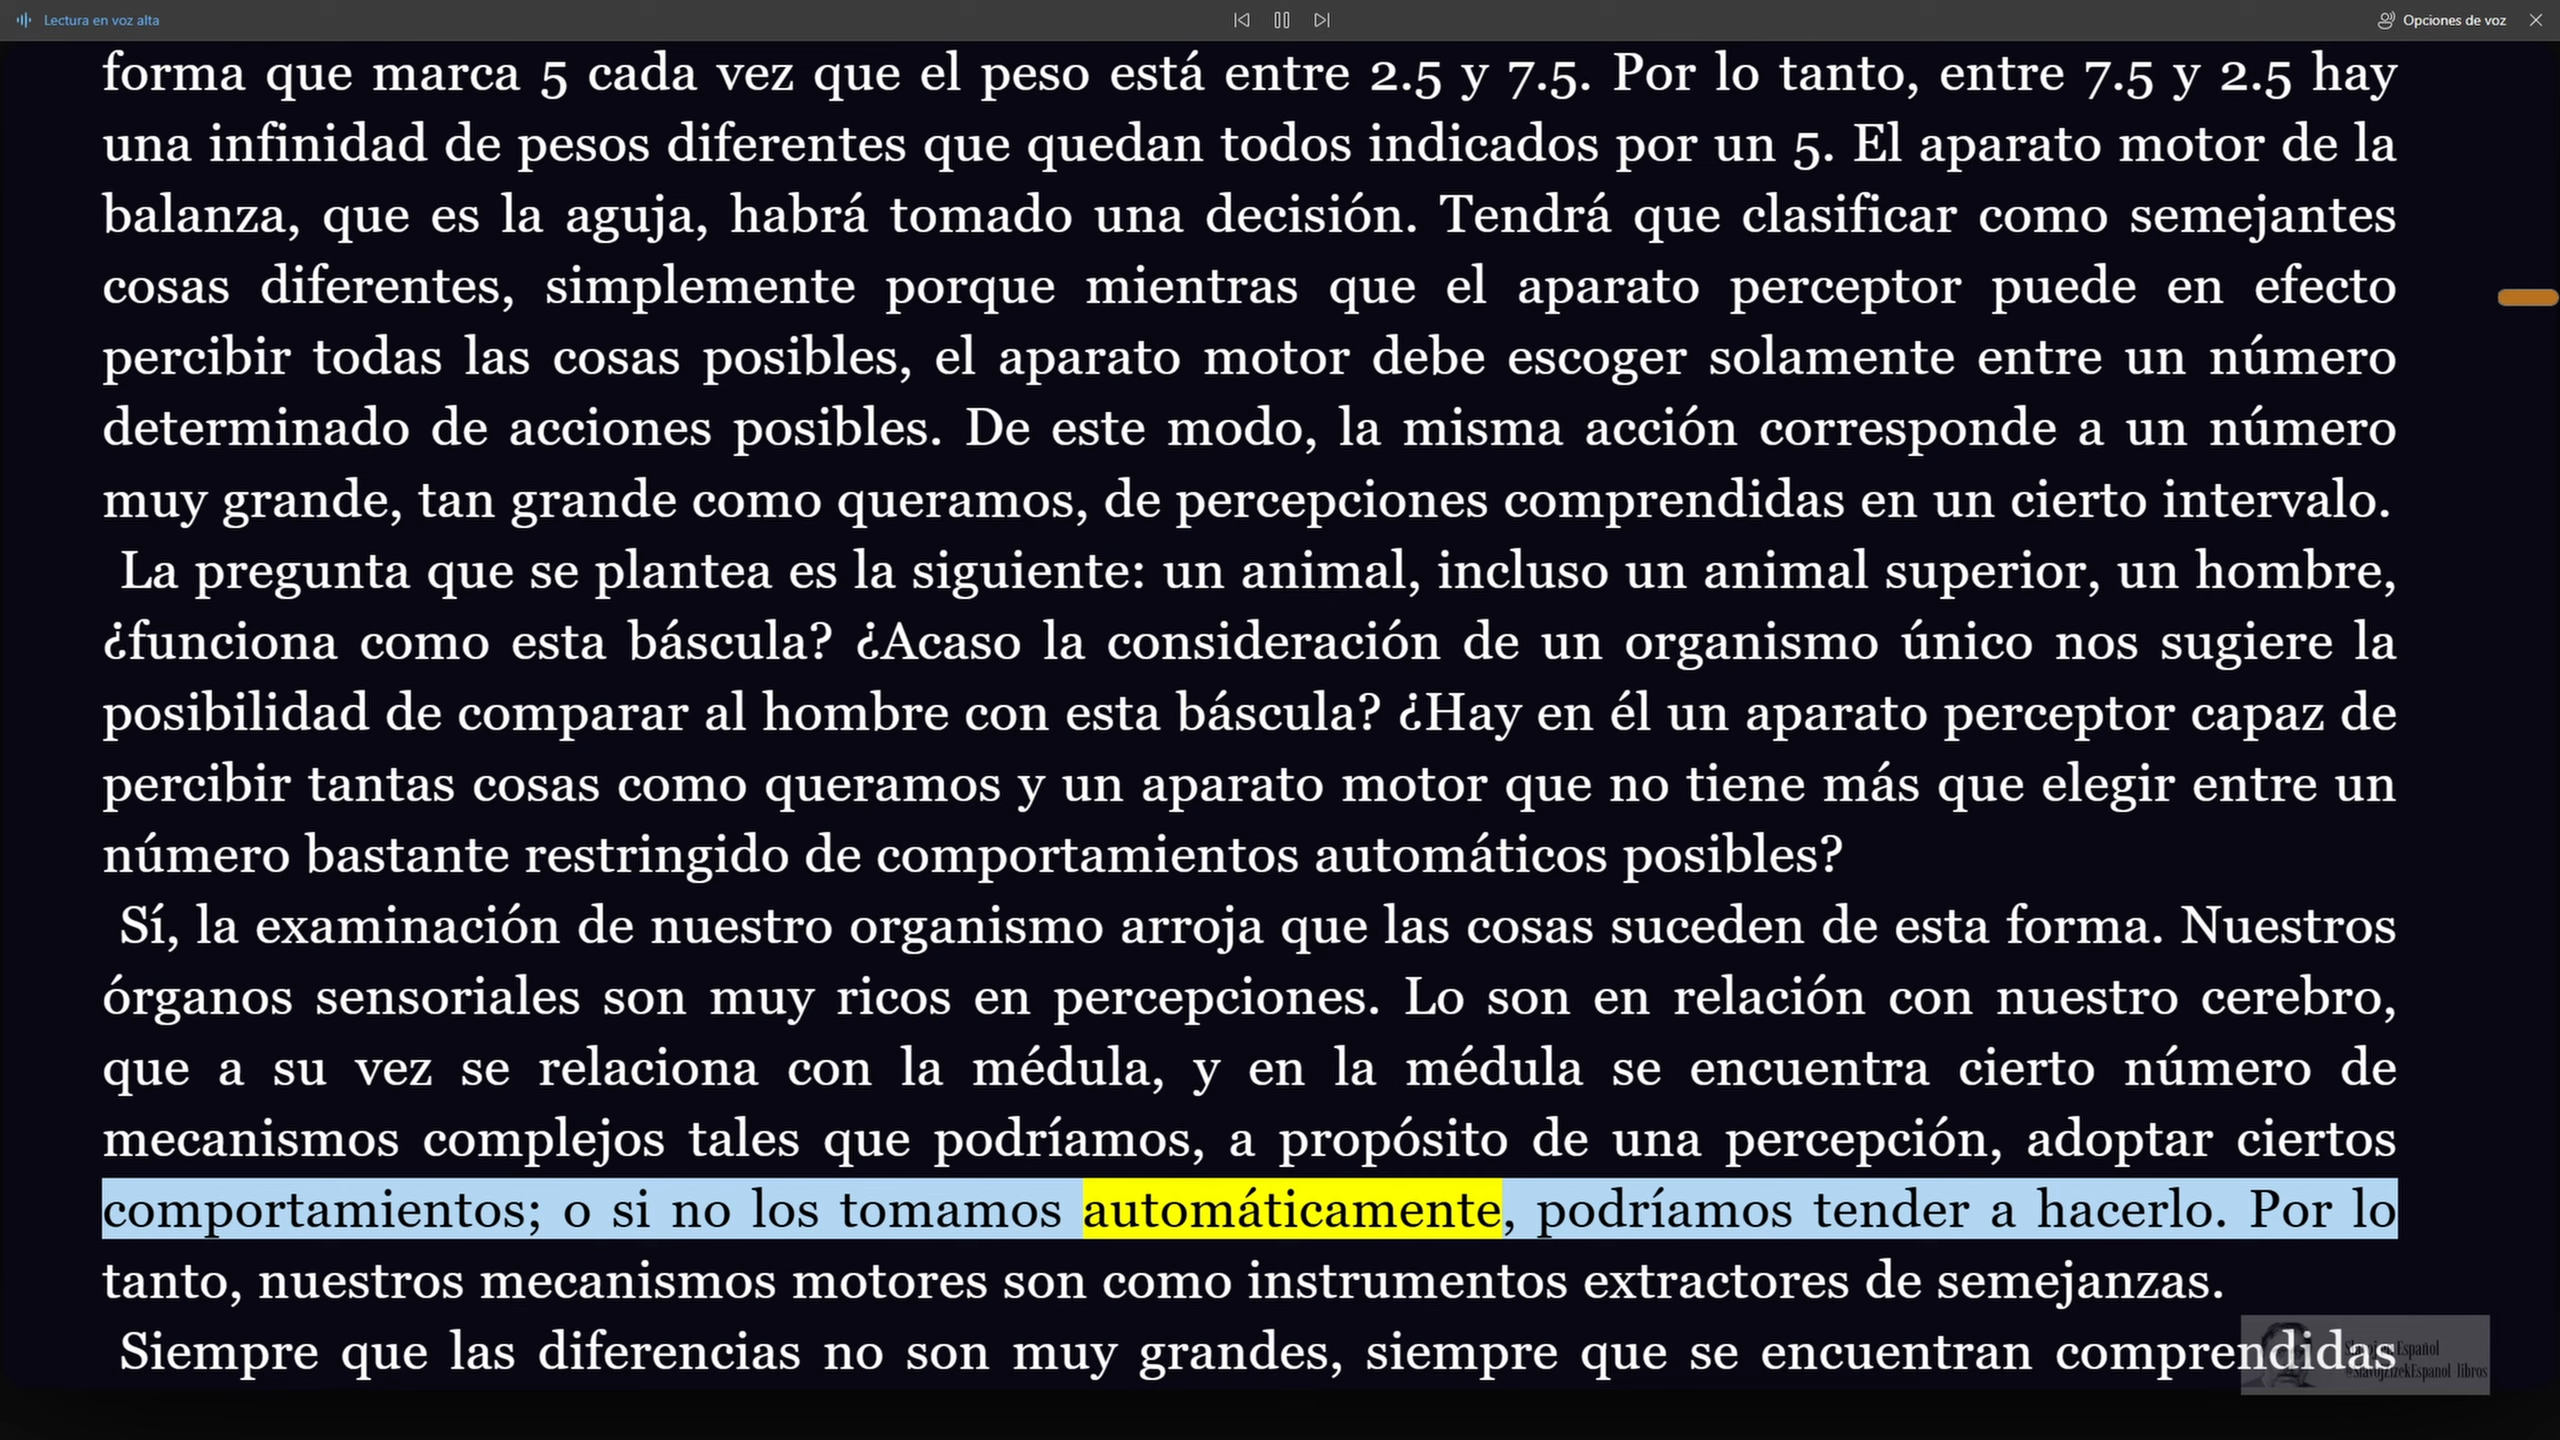 Lectura en voz alta
Opciones de voz
forma que marca 5 cada vez que el peso está entre 2.5 y 7.5. Por lo tanto, entre 7.5 y 2.5 hay
una infinidad de pesos diferentes que quedan todos indicados por un 5. El aparato motor de la
balanza, que es la aguja, habrá tomado una decisión. Tendrá que clasificar como semejantes
cosas diferentes, simplemente porque mientras que el aparato perceptor puede en efecto
percibir todas las cosas posibles, el aparato motor debe escoger solamente entre un número
determinado de acciones posibles. De este modo, la misma acción corresponde a un número
muy grande, tan grande como queramos, de percepciones comprendidas en un cierto intervalo.
La pregunta que se plantea es la siguiente: un animal, incluso un animal superior, un hombre,
¿funciona como esta báscula? ¿Acaso la consideración de un organismo único nos sugiere la
posibilidad de comparar al hombre con esta báscula? ¿Hay en él un aparato perceptor capaz de
percibir tantas cosas como queramos y un aparato motor que no tiene más que elegir entre un
número bastante restringido de comportamientos automáticos posibles?
Sí, la examinación de nuestro organismo arroja que las cosas suceden de esta forma. Nuestros
órganos sensoriales son muy ricos en percepciones. Lo son en relación con nuestro cerebro,
que a su vez se relaciona con la médula, y en la médula se encuentra cierto número de
mecanismos complejos tales que podríamos, a propósito de una percepción, adoptar ciertos
comportamientos; o si no los tomamos automáticamente, podríamos tender a hacerlo. Por lo
tanto, nuestros mecanismos motores son como instrumentos extractores de semejanzas.
Siempre que las diferencias no son muy grandes, siempre que se encuentran comprendidas
Español